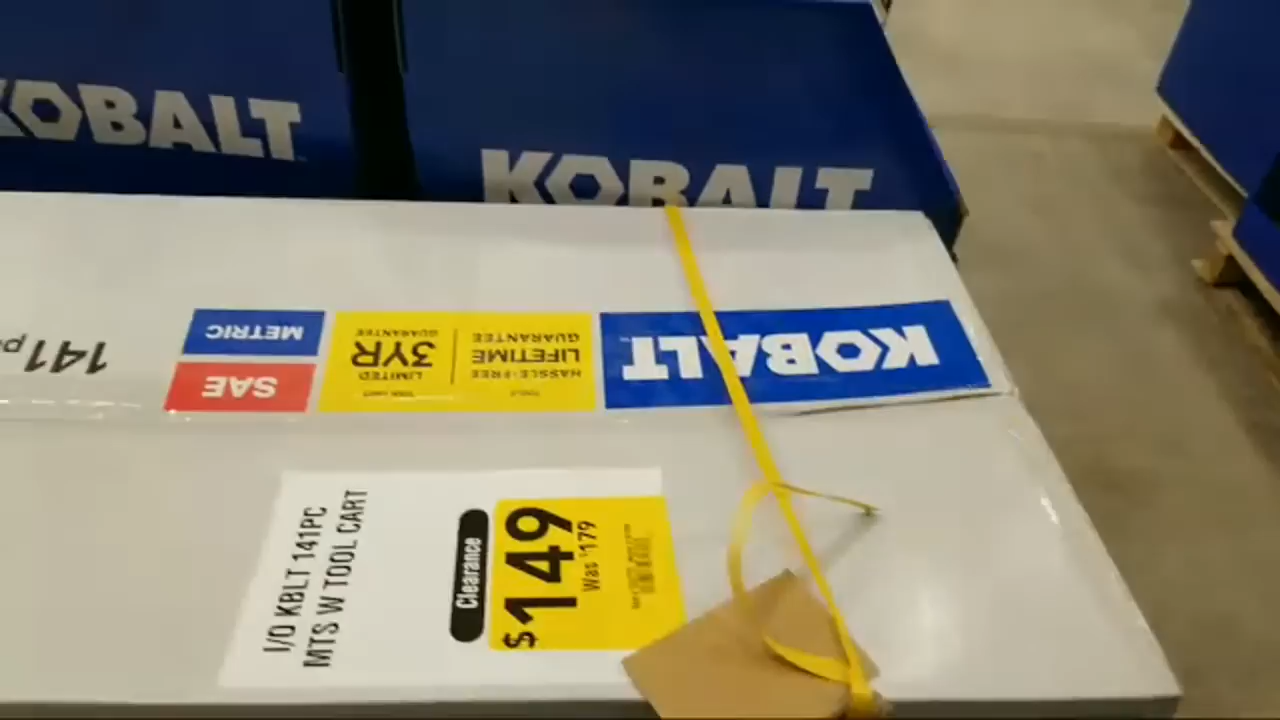 KOBALT
KOBALT
KOBALT
HASSLE-FREE
LIFETIME
GUARANTEE
LIMITED
3YR
GUARANTEE
SAE
METRIC
141
I/O KBLT 141PC
MTS W TOOL CART
Clearance
$149
Was $179